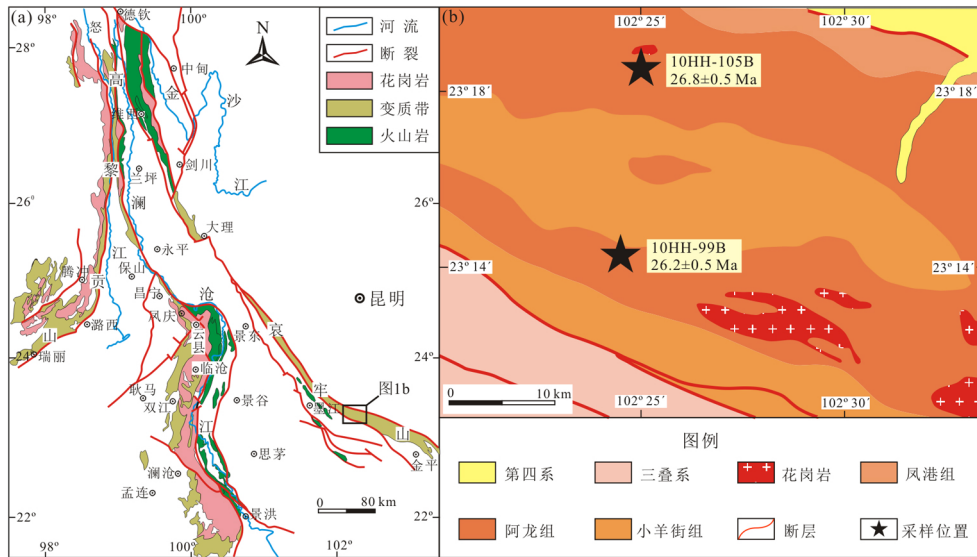 (a)
98°
100°
德钦
怒
中甸
高
金
沙
维西
黎
兰坪
剑川
澜
江
26°
大理
永平
江
保山
腾冲
贡
昌宁
沧
昆明
潞西
凤庆
云县
景东
哀
山
瑞丽
24°
临沧
耿马
双江
景谷
牢
墨江
图1b
江
思茅
山
金平
澜沧
孟连
景洪
22°
0 80 km
98°
100°
102°
河流
断裂
花岗岩
变质带
火山岩
(b)
102°25′
102°30′
10HH-105B
26.8±0.5 Ma
23°18′
23°18′
10HH-99B
26.2±0.5 Ma
23°14′
23°14′
0 10 km
102°25′
102°30′
图例
第四系
三叠系
花岗岩
凤港组
阿龙组
小羊街组
断层
采样位置